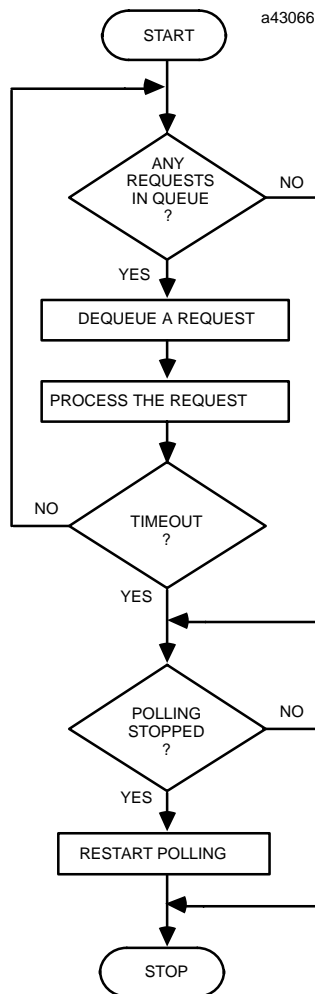 START
a43066
ANY
REQUESTS
IN QUEUE
?
NO
YES
DEQUEUE A REQUEST
PROCESS THE REQUEST
NO
TIMEOUT
?
YES
POLLING
STOPPED
?
NO
YES
RESTART POLLING
STOP